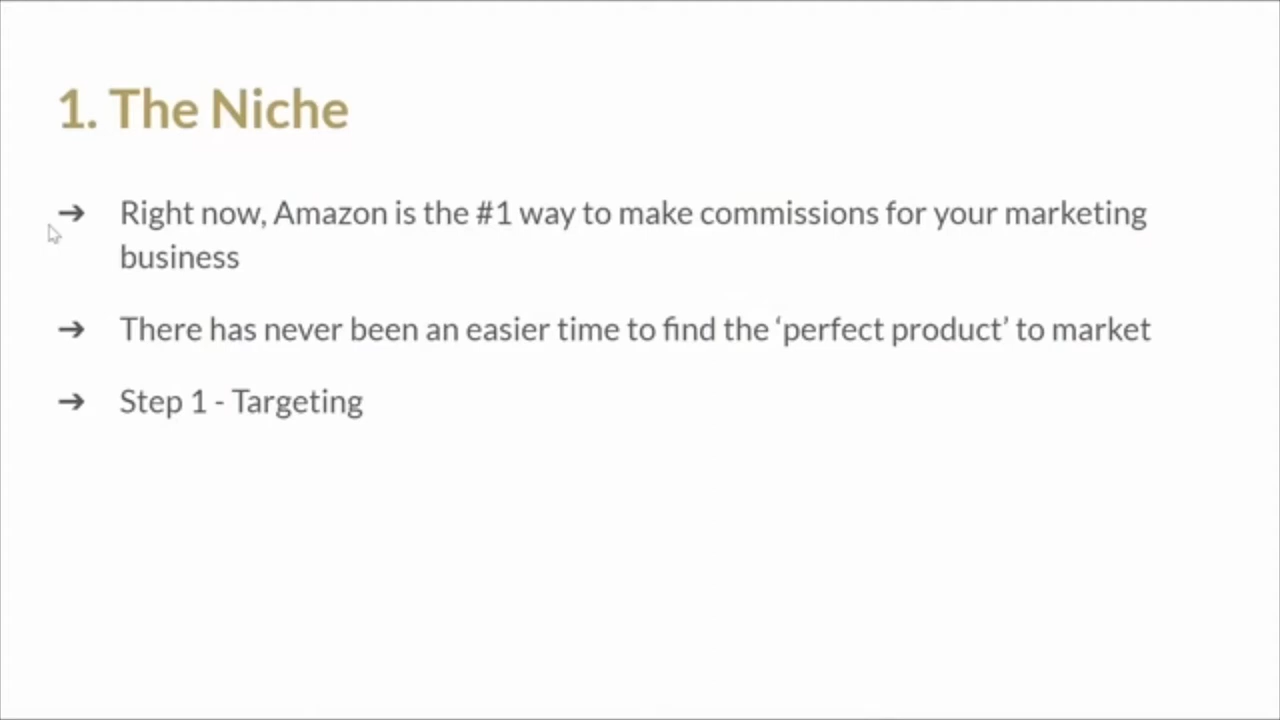 1. The Niche
➔ Right now, Amazon is the #1 way to make commissions for your marketing
business
➔ There has never been an easier time to find the ‘perfect product’ to market
➔ Step 1 - Targeting